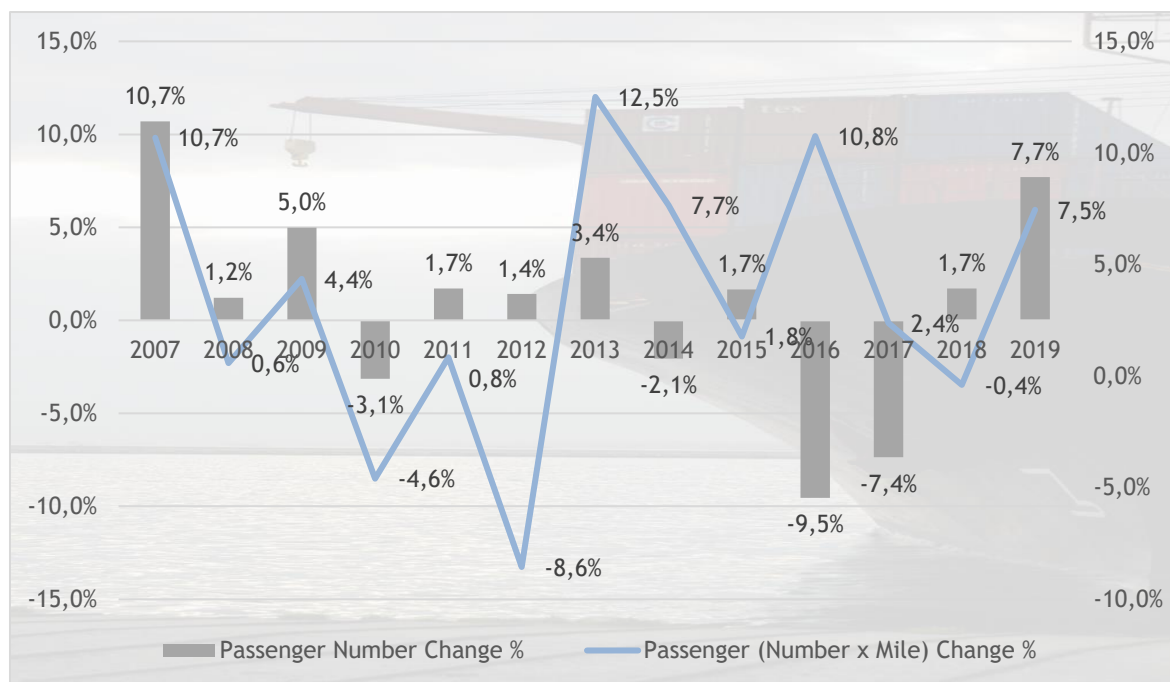 15,0% 15,0%
10,7%
12,5%
10,0% 10,7% 10,8% 10,0%
7,7%
7,7%
5,0% 7,5%
5,0% 3,4%
4,4% 1,7% 1,4% 1,7% 1,7% 5,0%
1,2%
0,0% 2,4%
2007 2008 2009 2010 2011 2012 2013 2014 2015 2016 2017 2018 2019
0,6% 0,8% 1,8% -0,4% 0,0%
-3,1% -2,1%
-5,0%
-4,6% -7,4% -5,0%
-10,0% -9,5%
-8,6%
-15,0% -10,0%
Passenger Number Change % Passenger (Number x Mile) Change %